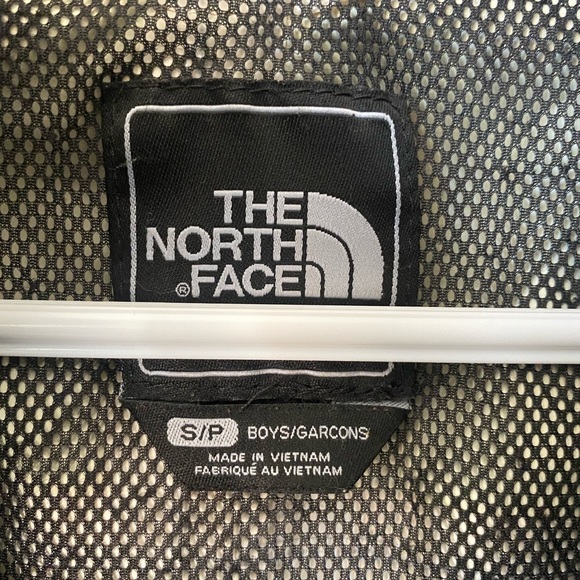 THE
NORTH
® FACE
S/P BOYS/GARCONS
MADE IN VIETNAM
FABRIQUÉ AU VIETNAM